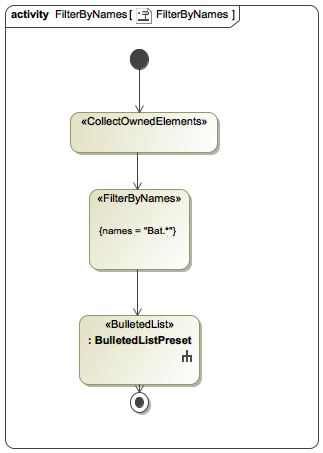 activity FilterByNames[ FilterByNames ]
«CollectOwnedElements»
«FilterByNames»
{names = "Bat.*"}
«BulletedList»
: BulletedListPreset